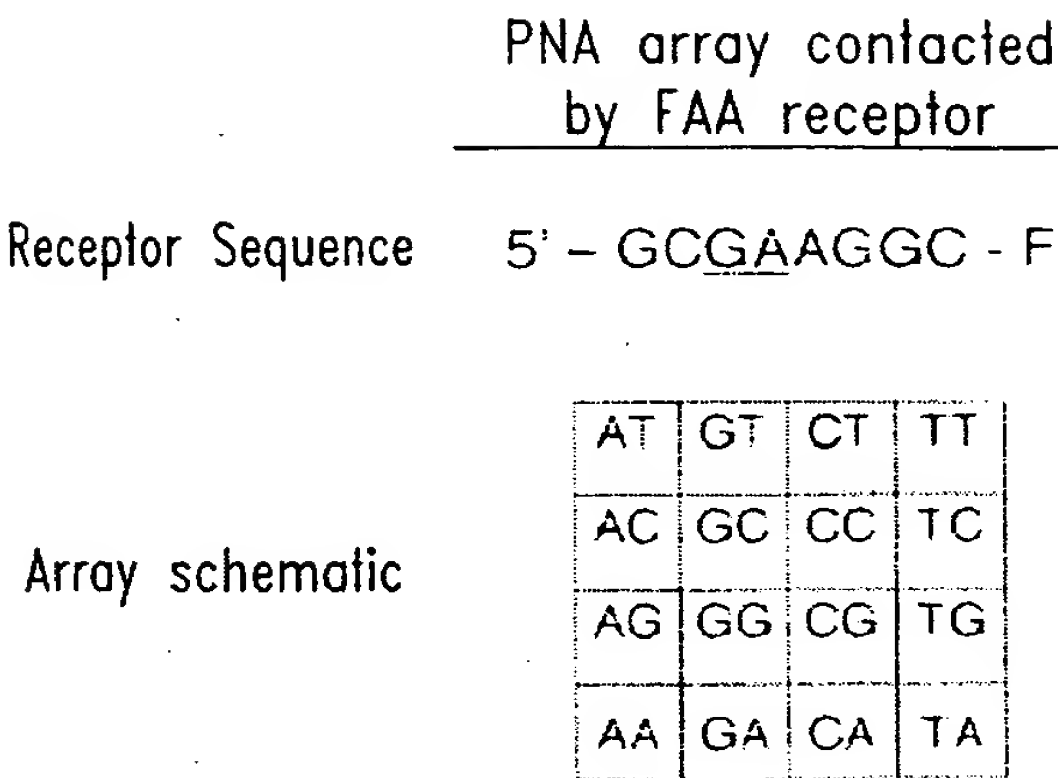 PNA array contacted
by FAA receptor
Receptor Sequence 5' – GCGAAGGC - F
Array schematic
AT GT CT TT
AC GC CC TC
AG GG CG TG
AA GA CA TA